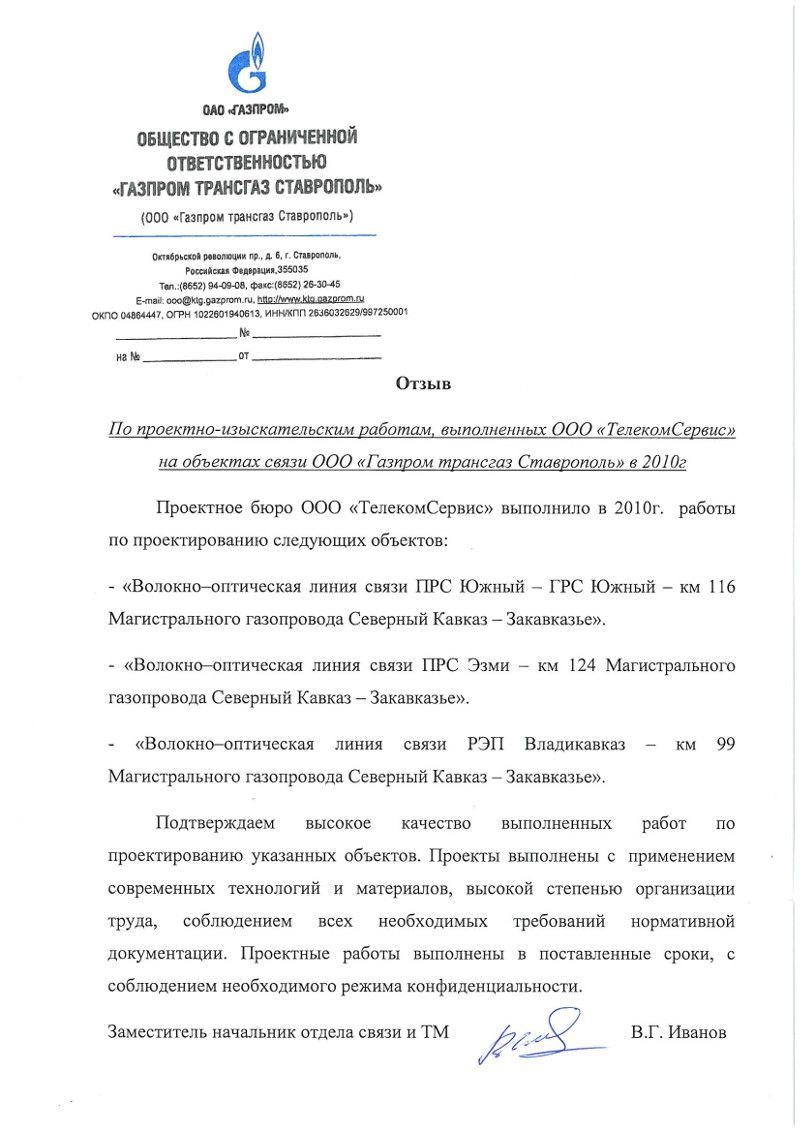 ОАО «ГАЗПРОМ»
ОБЩЕСТВО С ОГРАНИЧЕННОЙ
ОТВЕТСТВЕННОСТЬЮ
«ГАЗПРОМ ТРАНСГАЗ СТАВРОПОЛЬ»
(ООО «Газпром трансгаз Ставрополь»)
Октябрьской революции пр., д. 6, г. Ставрополь,
Российская Федерация,355035
Тел.:(8652) 94-09-08, факс:(8652) 26-30-45
E-mail: ooo@ktg.gazprom.ru, http://www.ktg.gazprom.ru
ОКПО 04864447, ОГРН 1022601940613, ИНН/КПП 2636032629/997250001
№
на № от
Отзыв
По проектно-изыскательским работам, выполненных ООО «ТелекомСервис»
на объектах связи ООО «Газпром трансгаз Ставрополь» в 2010г
Проектное бюро ООО «ТелекомСервис» выполнило в 2010г. работы
по проектированию следующих объектов:
- «Волокно–оптическая линия связи ПРС Южный – ГРС Южный – км 116
Магистрального газопровода Северный Кавказ – Закавказье».
- «Волокно–оптическая линия связи ПРС Эзми – км 124 Магистрального
газопровода Северный Кавказ – Закавказье».
- «Волокно–оптическая линия связи РЭП Владикавказ – км 99
Магистрального газопровода Северный Кавказ – Закавказье».
Подтверждаем высокое качество выполненных работ по
проектированию указанных объектов. Проекты выполнены с применением
современных технологий и материалов, высокой степенью организации
труда, соблюдением всех необходимых требований нормативной
документации. Проектные работы выполнены в поставленные сроки, с
соблюдением необходимого режима конфиденциальности.
Заместитель начальник отдела связи и ТМ В.Г. Иванов